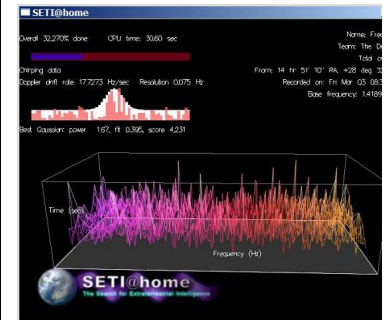 SETI@home
Overall 32,270% done CPU time: 30,60 sec
Name: Fred
Team: The D
Total c
Chirping data
Doppler drift rate 17,7273 Hz/sec Resolution 0,075 Hz
From: 14 hr 51' 10" RA, +28 deg
Recorded on: Fri Mar 03 08:3
Base frequency: 1,4189
Best Gaussian: power 1,67, fit 0,395, score 4,231
Time (sec)
Frequency (Hz)
SETI@home
The Search for Extraterrestrial Intelligence